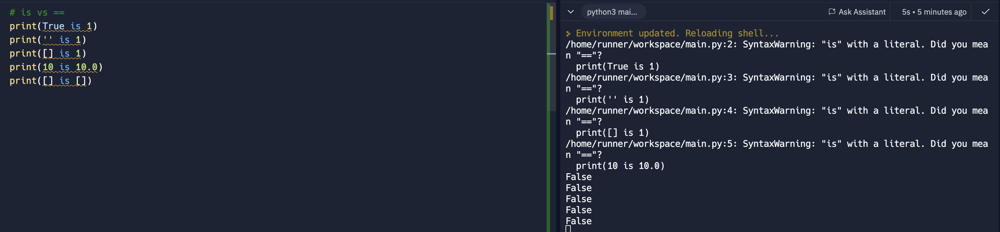 # is vs ==
print(True is 1)
print('' is 1)
print([] is 1)
print(10 is 10.0)
print([] is [])
python3 mai...
Ask Assistant
5s • 5 minutes ago
Environment updated. Reloading shell...
/home/runner/workspace/main.py:2: SyntaxWarning: "is" with a literal. Did you mea
n "=="?
print(True is 1)
/home/runner/workspace/main.py:3: SyntaxWarning: "is" with a literal. Did you mea
n "=="?
print('' is 1)
/home/runner/workspace/main.py:4: SyntaxWarning: "is" with a literal. Did you mea
n "=="?
print([] is 1)
/home/runner/workspace/main.py:5: SyntaxWarning: "is" with a literal. Did you mea
n "=="?
print(10 is 10.0)
False
False
False
False
False